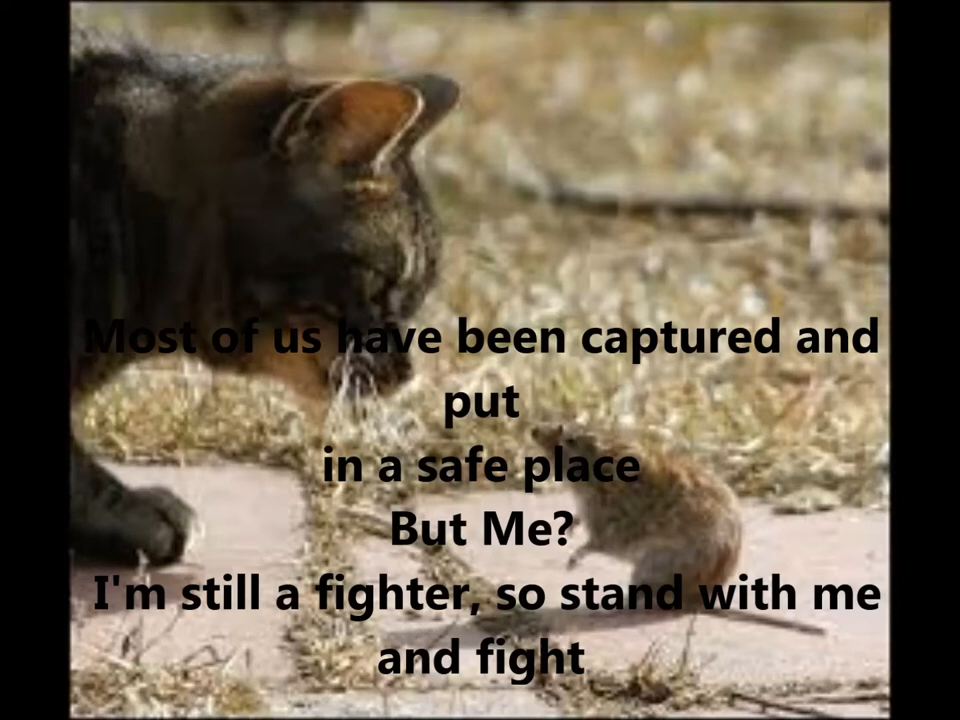 Most of us have been captured and
put
in a safe place
But Me?
I'm still a fighter, so stand with me
and fight